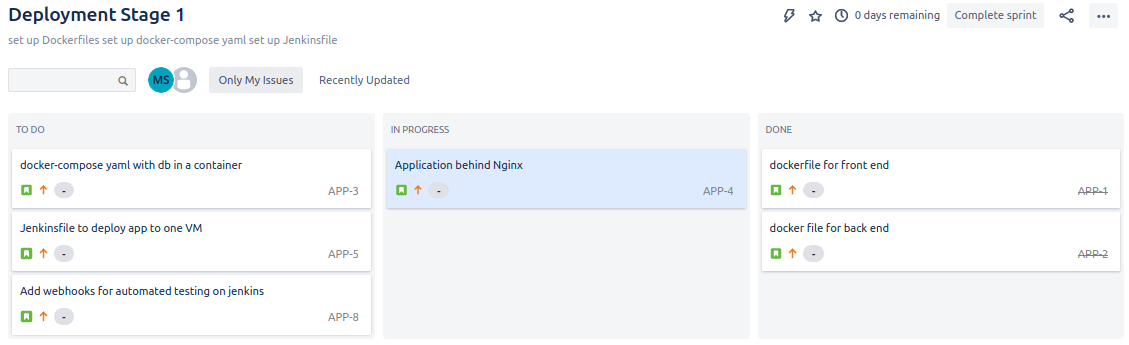 Deployment Stage 1
0 days remaining
Complete sprint
set up Dockerfiles set up docker-compose yaml set up Jenkinsfile
MS
Only My Issues
Recently Updated
TO DO
docker-compose yaml with db in a container
-
APP-3
Jenkinsfile to deploy app to one VM
-
APP-5
Add webhooks for automated testing on jenkins
-
APP-8
IN PROGRESS
Application behind Nginx
-
APP-4
DONE
dockerfile for front end
-
APP-1
docker file for back end
-
APP-2